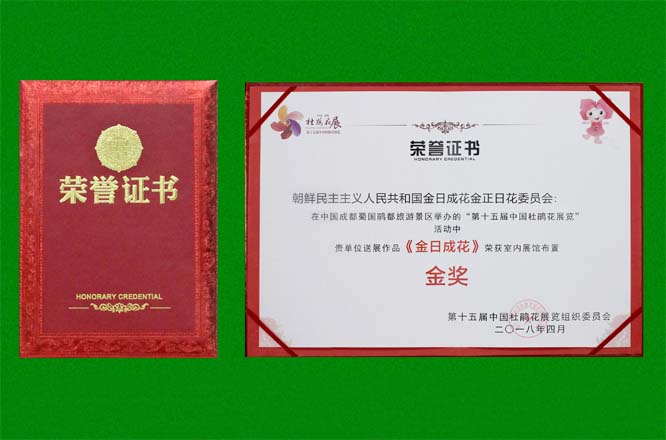 荣誉证书
HONORARY CREDENTIAL
杜鹃花展
荣誉证书
HONORARY CREDENTIAL
朝鲜民主主义人民共和国金日成花金正日花委员会：
在中国成都蜀国鹃都旅游景区举办的“第十五届中国杜鹃花展览”
活动中
贵单位送展作品《金日成花》荣获室内展馆布置
金奖
第十五届中国杜鹃花展览组织委员会
二〇一八年四月